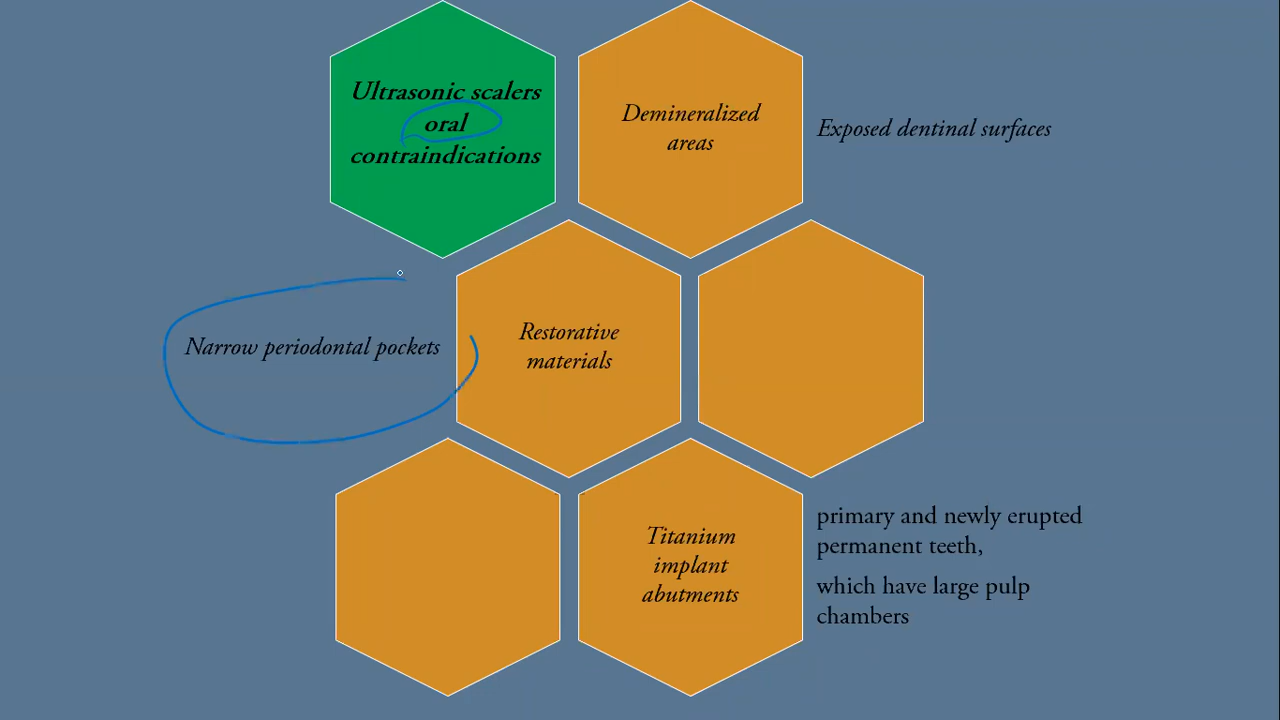 Ultrasonic scalers
oral
contraindications
Demineralized
areas
Exposed dentinal surfaces
Narrow periodontal pockets
Restorative
materials
Titanium
implant
abutments
primary and newly erupted
permanent teeth,
which have large pulp
chambers